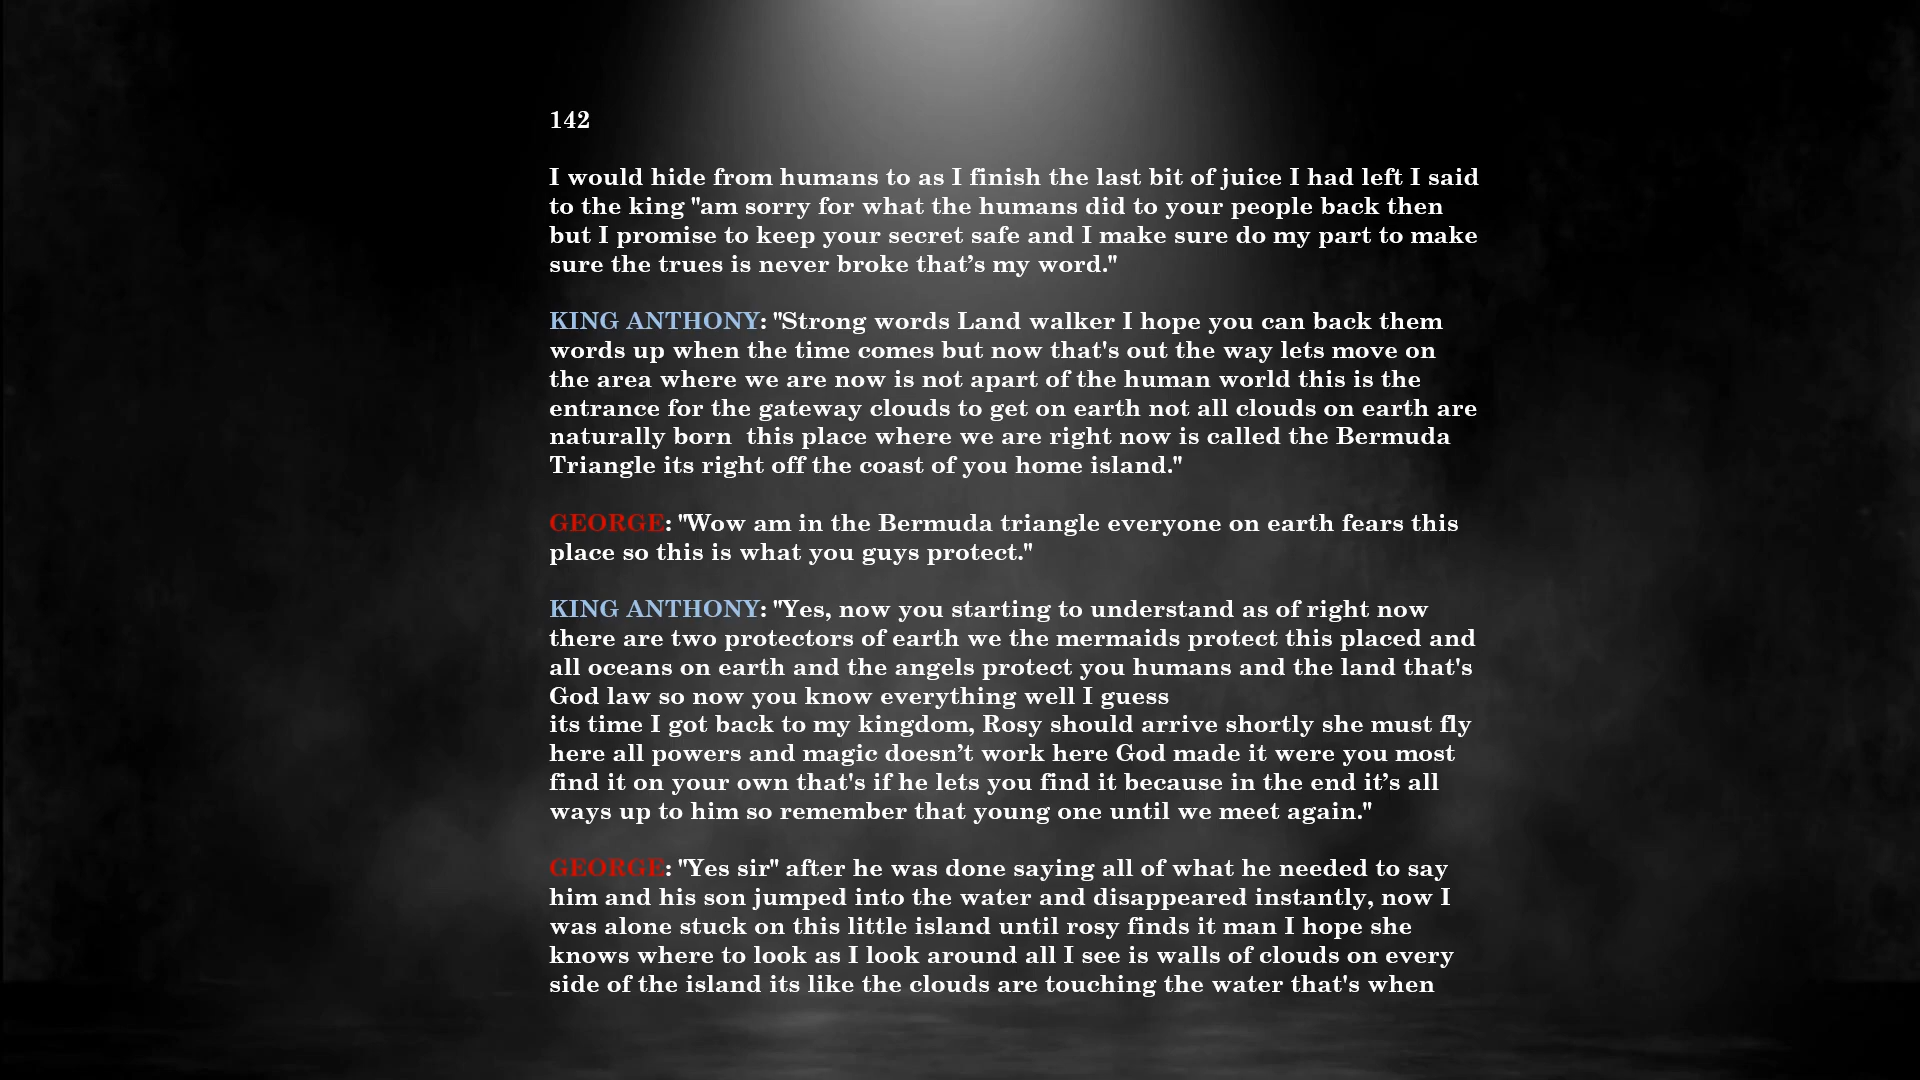 142
I would hide from humans to as I finish the last bit of juice I had left I said
to the king "am sorry for what the humans did to your people back then
but I promise to keep your secret safe and I make sure do my part to make
sure the trues is never broke that’s my word."
KING ANTHONY: "Strong words Land walker I hope you can back them
words up when the time comes but now that's out the way lets move on
the area where we are now is not apart of the human world this is the
entrance for the gateway clouds to get on earth not all clouds on earth are
naturally born  this place where we are right now is called the Bermuda
Triangle its right off the coast of you home island."
GEORGE: "Wow am in the Bermuda triangle everyone on earth fears this
place so this is what you guys protect."
KING ANTHONY: "Yes, now you starting to understand as of right now
there are two protectors of earth we the mermaids protect this placed and
all oceans on earth and the angels protect you humans and the land that's
God law so now you know everything well I guess
its time I got back to my kingdom, Rosy should arrive shortly she must fly
here all powers and magic doesn’t work here God made it were you most
find it on your own that's if he lets you find it because in the end it’s all
ways up to him so remember that young one until we meet again."
GEORGE: "Yes sir" after he was done saying all of what he needed to say
him and his son jumped into the water and disappeared instantly, now I
was alone stuck on this little island until rosy finds it man I hope she
knows where to look as I look around all I see is walls of clouds on every
side of the island its like the clouds are touching the water that's when